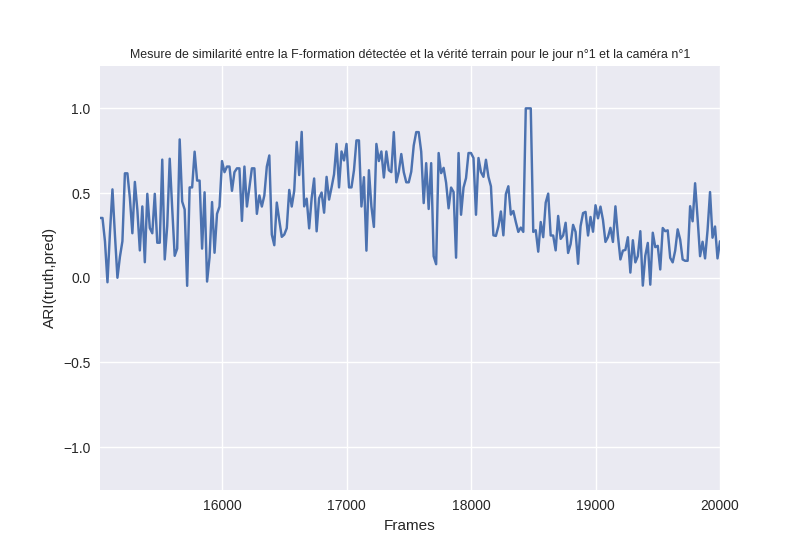 Mesure de similarité entre la F-formation détectée et la vérité terrain pour le jour n°1 et la caméra n°1
1.0
0.5
0.0
−0.5
−1.0
ARI(truth,pred)
16000 17000 18000 19000 20000
Frames